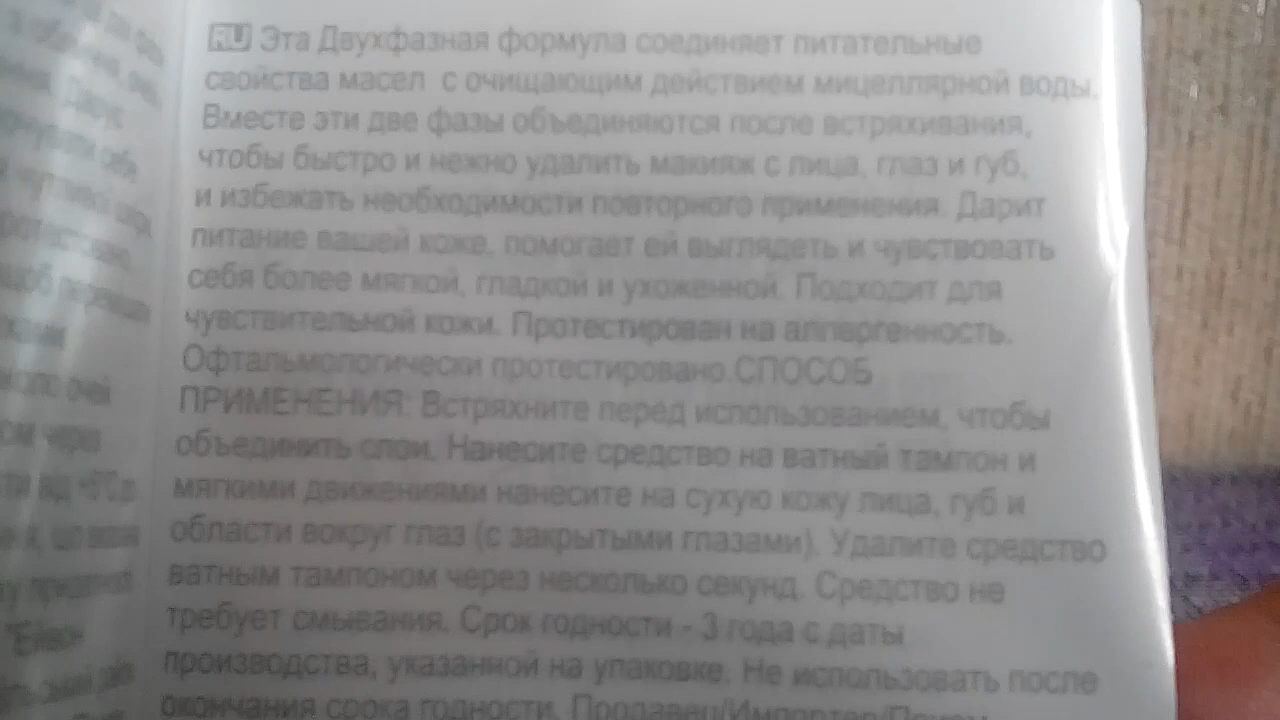 RU Эта Двухфазная формула соединяет питательные
свойства масел с очищающим действием мицеллярной воды.
Вместе эти две фазы объединяются после встряхивания,
чтобы быстро и нежно удалить макияж с лица, глаз и губ,
и избежать необходимости повторного применения. Дарит
питание вашей коже, помогает ей выглядеть и чувствовать
себя более мягкой, гладкой и ухоженной. Подходит для
чувствительной кожи. Протестирован на аллергенность.
Офтальмологически протестировано СПОСОБ
ПРИМЕНЕНИЯ: Встряхните перед использованием, чтобы
объединить слои. Нанесите средство на ватный тампон и
мягкими движениями нанесите на сухую кожу лица, губ и
области вокруг глаз (с закрытыми глазами). Удалите средство
ватным тампоном через несколько секунд. Средство не
требует смывания. Срок годности - 3 года с даты
производства, указанной на упаковке. Не использовать после
окончания срока годности. Продавец/Импортер/